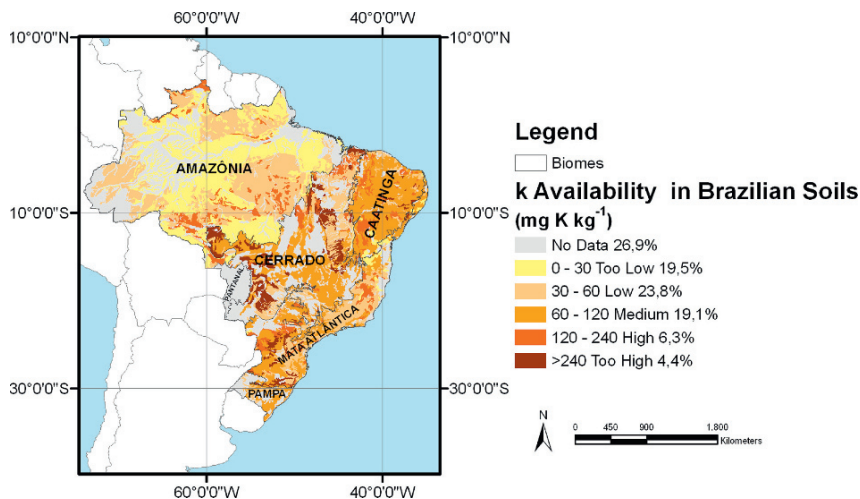 60°0'0"W 40°0'0"W
10°0'0"N 10°0'0"N
AMAZÔNIA
CAATINGA
10°0'0"S 10°0'0"S
CERRADO
PANTANAL
MATA ATLÂNTICA
PAMPA
30°0'0"S 30°0'0"S
60°0'0"W 40°0'0"W
Legend
Biomes
k Availability in Brazilian Soils
(mg K kg-1)
No Data 26,9%
0 - 30 Too Low 19,5%
30 - 60 Low 23,8%
60 - 120 Medium 19,1%
120 - 240 High 6,3%
>240 Too High 4,4%
N
0 450 900 1.800
Kilometers